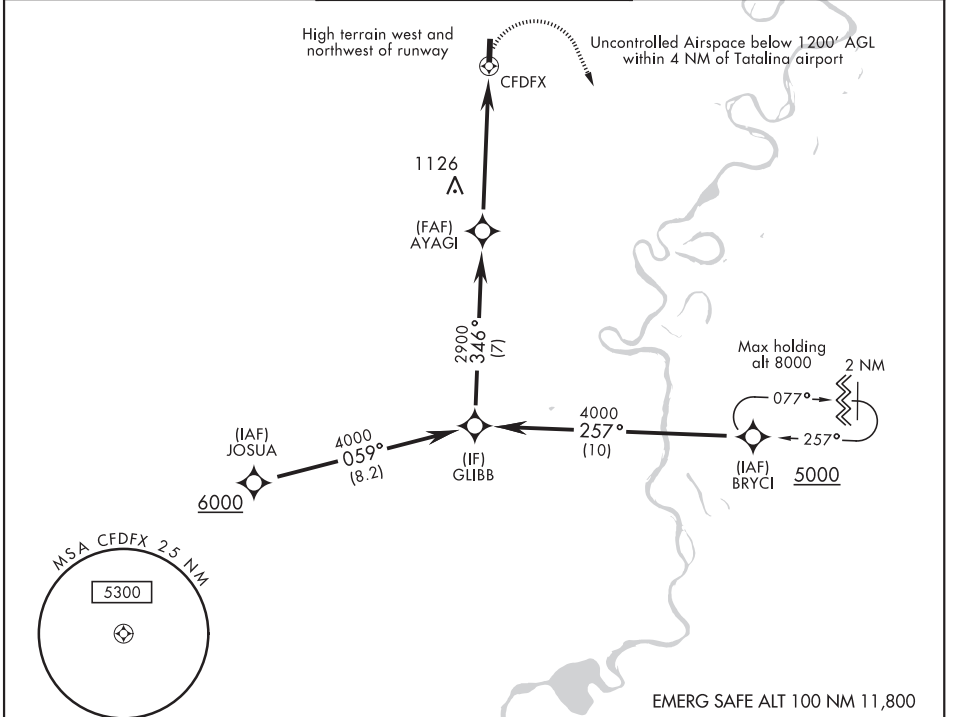 High terrain west and
northwest of runway
Uncontrolled Airspace below 1200' AGL
within 4 NM of Tatalina airport
CFDFX
1126
(FAF)
AYAGI
2900
346°
(7)
Max holding
alt 8000
2 NM
077°
257°
(IAF)
BRYCI
5000
4000
257°
(10)
(IF)
GLIBB
(IAF)
JOSUA
6000
4000
059°
(8.2)
MSA CFDFX 25 NM
5300
EMERG SAFE ALT 100 NM 11,800